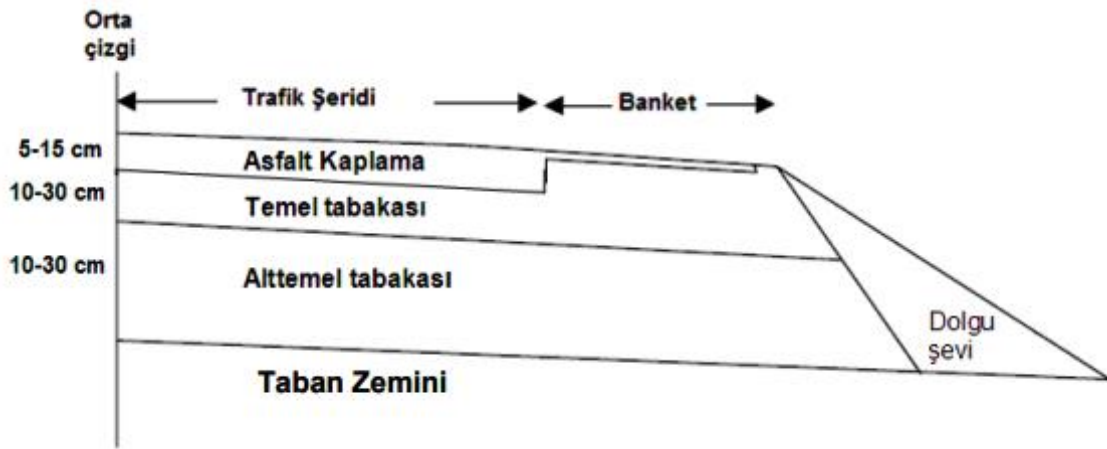 Orta
çizgi
Trafik Şeridi
Banket
5-15 cm
Asfalt Kaplama
10-30 cm
Temel tabakası
10-30 cm
Alttemel tabakası
Dolgu
şevi
Taban Zemini